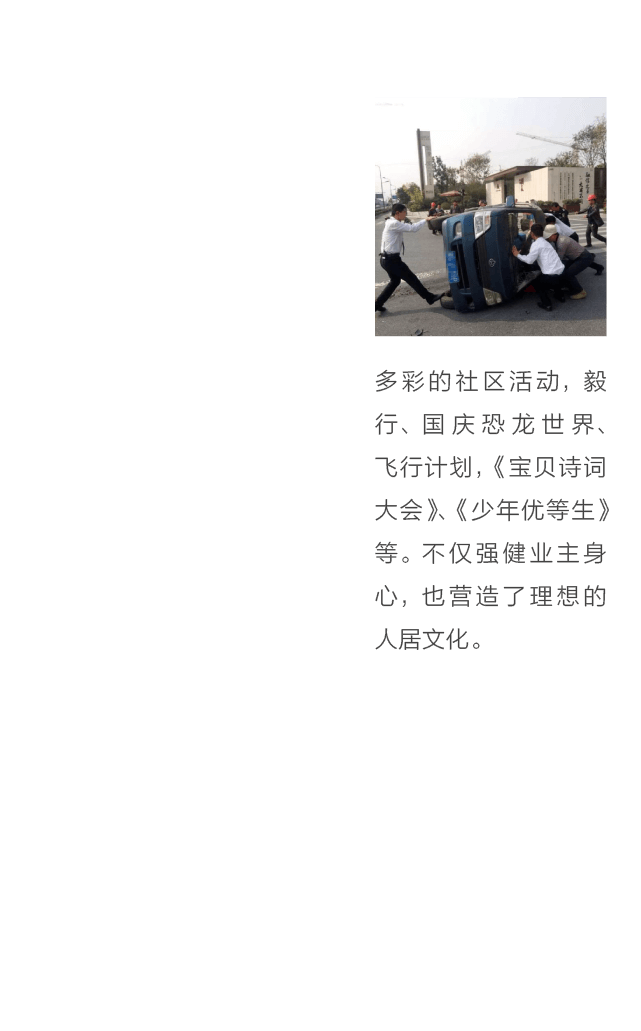 多彩的社区活动，毅
行、国庆恐龙世界、
飞行计划，《宝贝诗词
大会》、《少年优等生》
等。不仅强健业主身
心，也营造了理想的
人居文化。